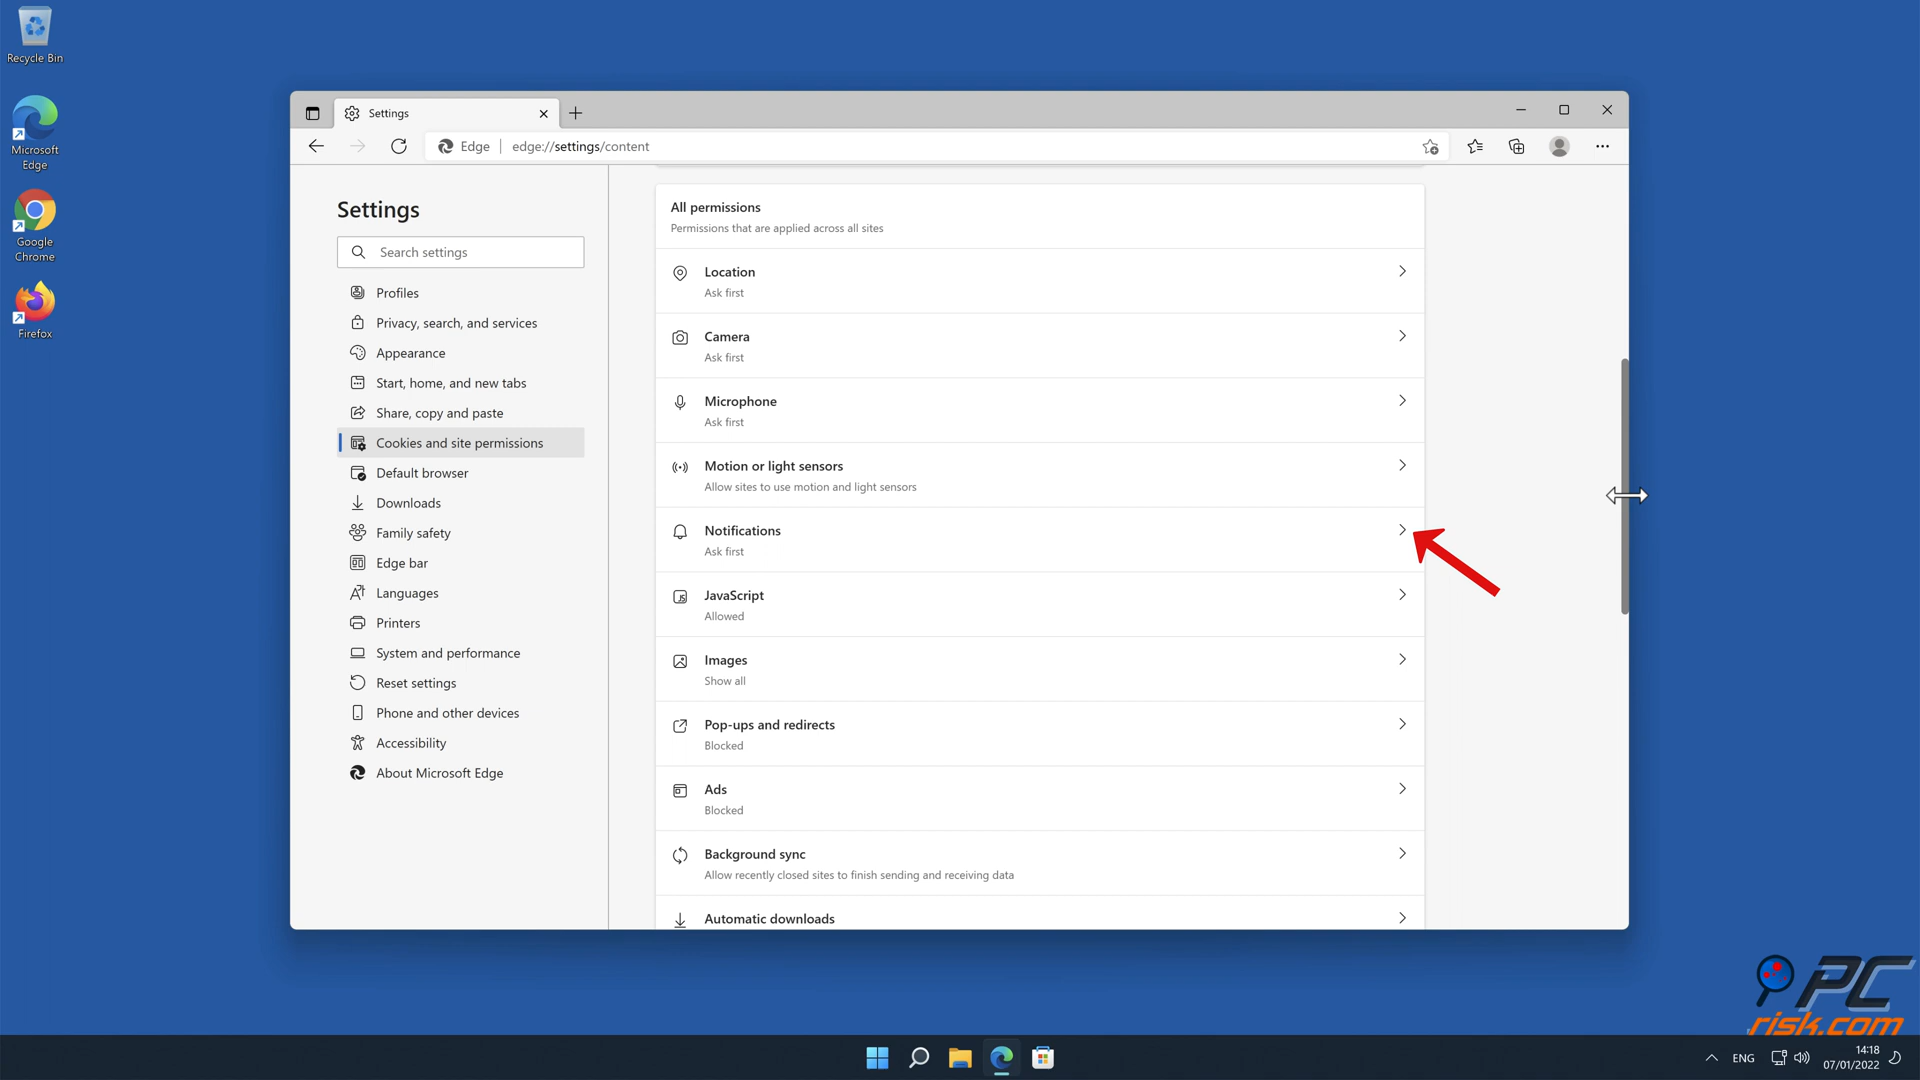 Recycle Bin
Microsoft
Edge
Google
Chrome
Firefox
Settings
Edge
edge://settings/content
Settings
Search settings
Profiles
Privacy, search, and services
Appearance
Start, home, and new tabs
Share, copy and paste
Cookies and site permissions
Default browser
Downloads
Family safety
Edge bar
Languages
Printers
System and performance
Reset settings
Phone and other devices
Accessibility
About Microsoft Edge
All permissions
Permissions that are applied across all sites
Location
Ask first
Camera
Ask first
Microphone
Ask first
Motion or light sensors
Allow sites to use motion and light sensors
Notifications
Ask first
JavaScript
Allowed
Images
Show all
Pop-ups and redirects
Blocked
Ads
Blocked
Background sync
Allow recently closed sites to finish sending and receiving data
Automatic downloads
PC
risk.com
ENG
14:18
07/01/2022